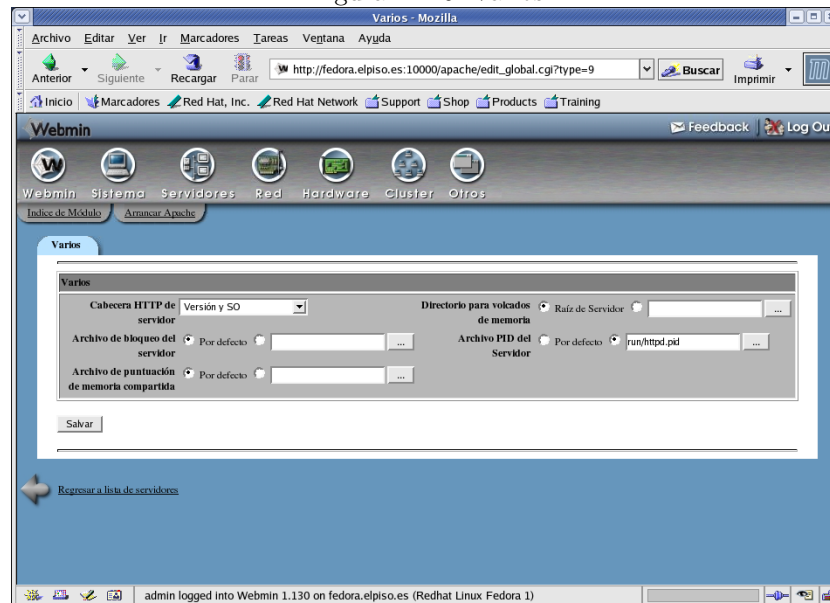 Varios - Mozilla
Archivo Editar Ver Ir Marcadores Tareas Ventana Ayuda
Anterior Siguiente Recargar Parar http://fedora.elpiso.es:10000/apache/edit_global.cgi?type=9 Buscar Imprimir
Inicio Marcadores Red Hat, Inc. Red Hat Network Support Shop Products Training
Webmin Feedback Log Ou
Webmin Sistema Servidores Red Hardware Cluster Otros
Indice de Módulo Arrancar Apache
Varios
Varios
Cabecera HTTP de servidor Versión y SO Directorio para volcados de memoria Raíz de Servidor ...
Archivo de bloqueo del servidor Por defecto ... Archivo PID del Servidor Por defecto run/httpd.pid ...
Archivo de puntuación de memoria compartida Por defecto ...
Salvar
Regresar a lista de servidores
admin logged into Webmin 1.130 on fedora.elpiso.es (Redhat Linux Fedora 1)